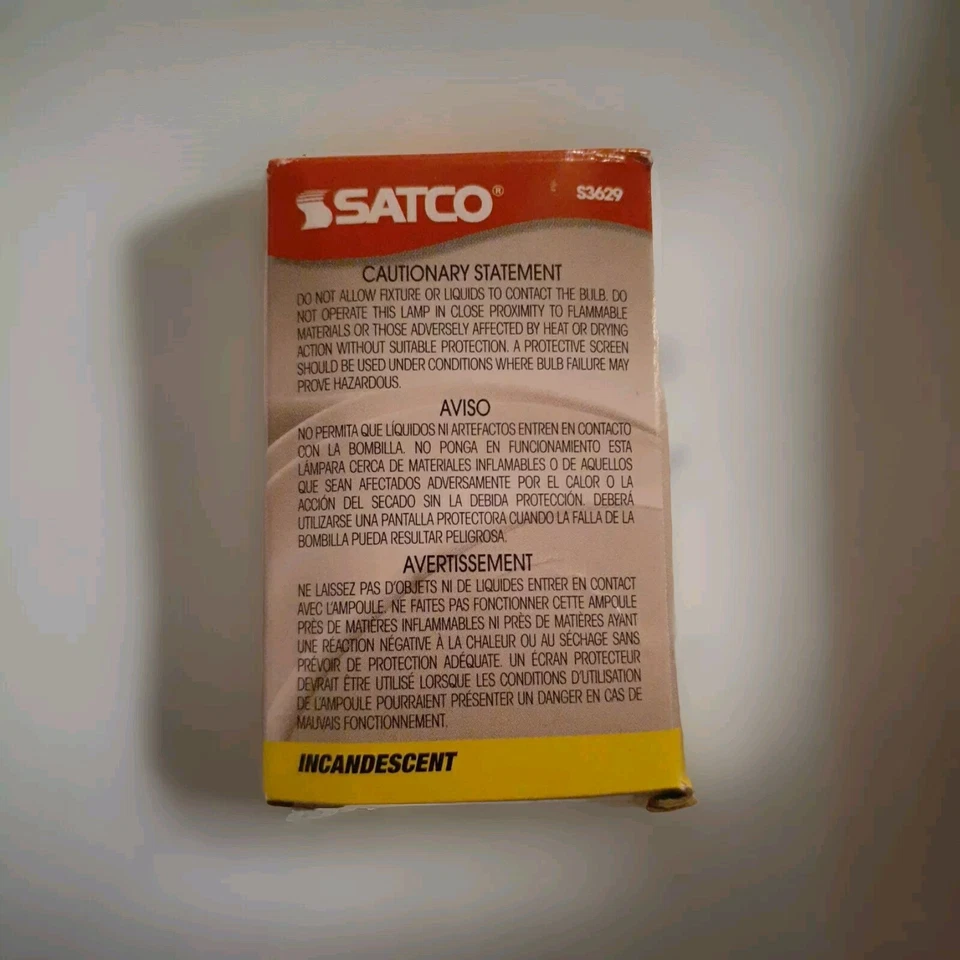 SATCO®
S3629
CAUTIONARY STATEMENT
DO NOT ALLOW FIXTURE OR LIQUIDS TO CONTACT THE BULB. DO
NOT OPERATE THIS LAMP IN CLOSE PROXIMITY TO FLAMMABLE
MATERIALS OR THOSE ADVERSELY AFFECTED BY HEAT OR DRYING
ACTION WITHOUT SUITABLE PROTECTION. A PROTECTIVE SCREEN
SHOULD BE USED UNDER CONDITIONS WHERE BULB FAILURE MAY
PROVE HAZARDOUS.
AVISO
NO PERMITA QUE LÍQUIDOS NI ARTEFACTOS ENTREN EN CONTACTO
CON LA BOMBILLA. NO PONGA EN FUNCIONAMIENTO ESTA
LÁMPARA CERCA DE MATERIALES INFLAMABLES O DE AQUELLOS
QUE SEAN AFECTADOS ADVERSAMENTE POR EL CALOR O LA
ACCIÓN DEL SECADO SIN LA DEBIDA PROTECCIÓN. DEBERÁ
UTILIZARSE UNA PANTALLA PROTECTORA CUANDO LA FALLA DE LA
BOMBILLA PUEDA RESULTAR PELIGROSA.
AVERTISSEMENT
NE LAISSEZ PAS D'OBJETS NI DE LIQUIDES ENTRER EN CONTACT
AVEC L'AMPOULE. NE FAITES PAS FONCTIONNER CETTE AMPOULE
PRÈS DE MATIÈRES INFLAMMABLES NI PRÈS DE MATIÈRES AYANT
UNE RÉACTION NÉGATIVE À LA CHALEUR OU AU SÉCHAGE SANS
PRÉVOIR DE PROTECTION ADÉQUATE. UN ÉCRAN PROTECTEUR
DEVRAIT ÊTRE UTILISÉ LORSQUE LES CONDITIONS D'UTILISATION
DE L'AMPOULE POURRAIENT PRÉSENTER UN DANGER EN CAS DE
MAUVAIS FONCTIONNEMENT.
INCANDESCENT